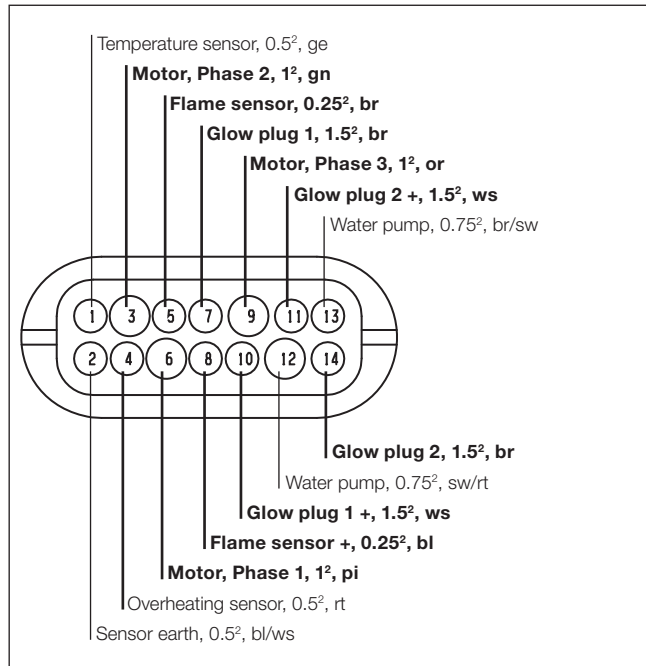 Temperature sensor, 0.5², ge
Motor, Phase 2, 1², gn
Flame sensor, 0.25², br
Glow plug 1, 1.5², br
Motor, Phase 3, 1², or
Glow plug 2 +, 1.5², ws
Water pump, 0.75², br/sw
1 3 5 7 9 11 13
2 4 6 8 10 12 14
Glow plug 2, 1.5², br
Water pump, 0.75², sw/rt
Glow plug 1 +, 1.5², ws
Flame sensor +, 0.25², bl
Motor, Phase 1, 1², pi
Overheating sensor, 0.5², rt
Sensor earth, 0.5², bl/ws